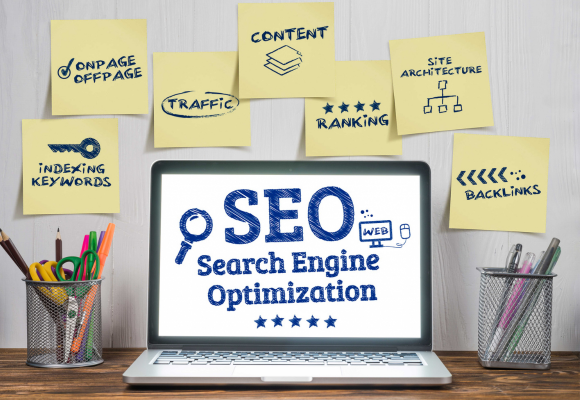 ONPAGE
OFFPAGE
TRAFFIC
CONTENT
RANKING
SITE
ARCHITECTURE
INDEXING
KEYWORDS
BACKLINKS
SEO
WEB
Search Engine
Optimization